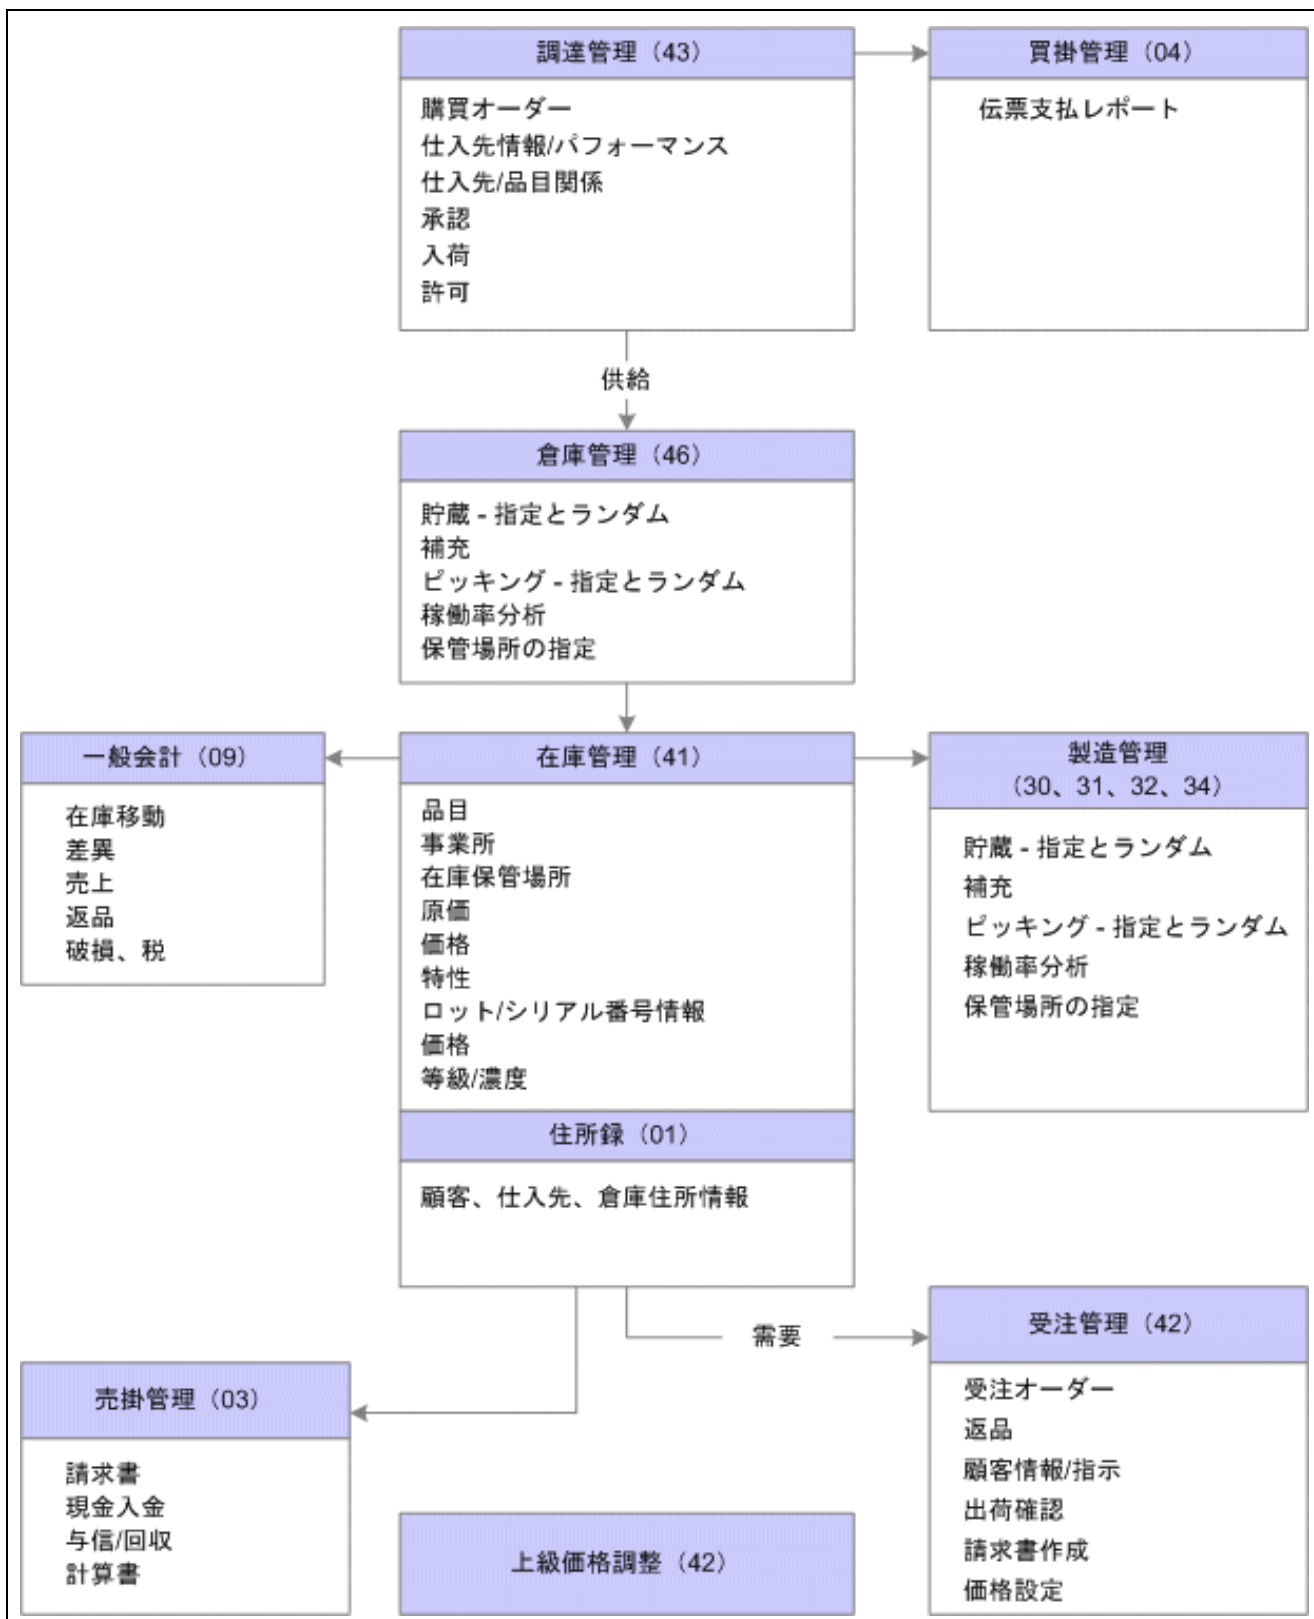 調達管理（43）
購買オーダー
仕入先情報/パフォーマンス
仕入先/品目関係
承認
入荷
許可
買掛管理（04）
伝票支払レポート
供給
倉庫管理（46）
貯蔵 - 指定とランダム
補充
ピッキング - 指定とランダム
稼働率分析
保管場所の指定
一般会計（09）
在庫移動
差異
売上
返品
破損、税
在庫管理（41）
品目
事業所
在庫保管場所
原価
価格
特性
ロット/シリアル番号情報
価格
等級/濃度
製造管理
（30、31、32、34）
貯蔵 - 指定とランダム
補充
ピッキング - 指定とランダム
稼働率分析
保管場所の指定
住所録（01）
顧客、仕入先、倉庫住所情報
需要
受注管理（42）
受注オーダー
返品
顧客情報/指示
出荷確認
請求書作成
価格設定
売掛管理（03）
請求書
現金入金
与信/回収
計算書
上級価格調整（42）